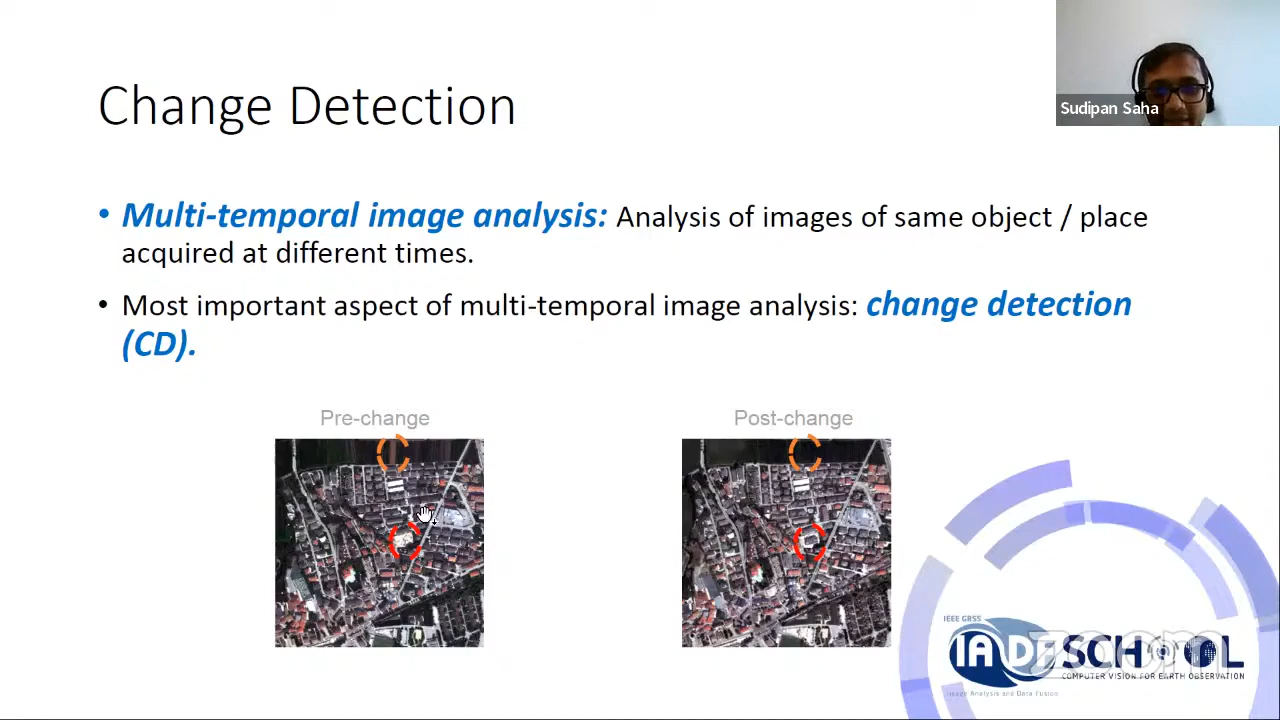 Change Detection
Sudipan Saha
• Multi-temporal image analysis: Analysis of images of same object / place
acquired at different times.
• Most important aspect of multi-temporal image analysis: change detection
(CD).
Pre-change
Post-change
IEEE GRSS
IADF SCHOOL
zoom
COMPUTER VISION FOR EARTH OBSERVATION
Image Analysis and Data Fusion